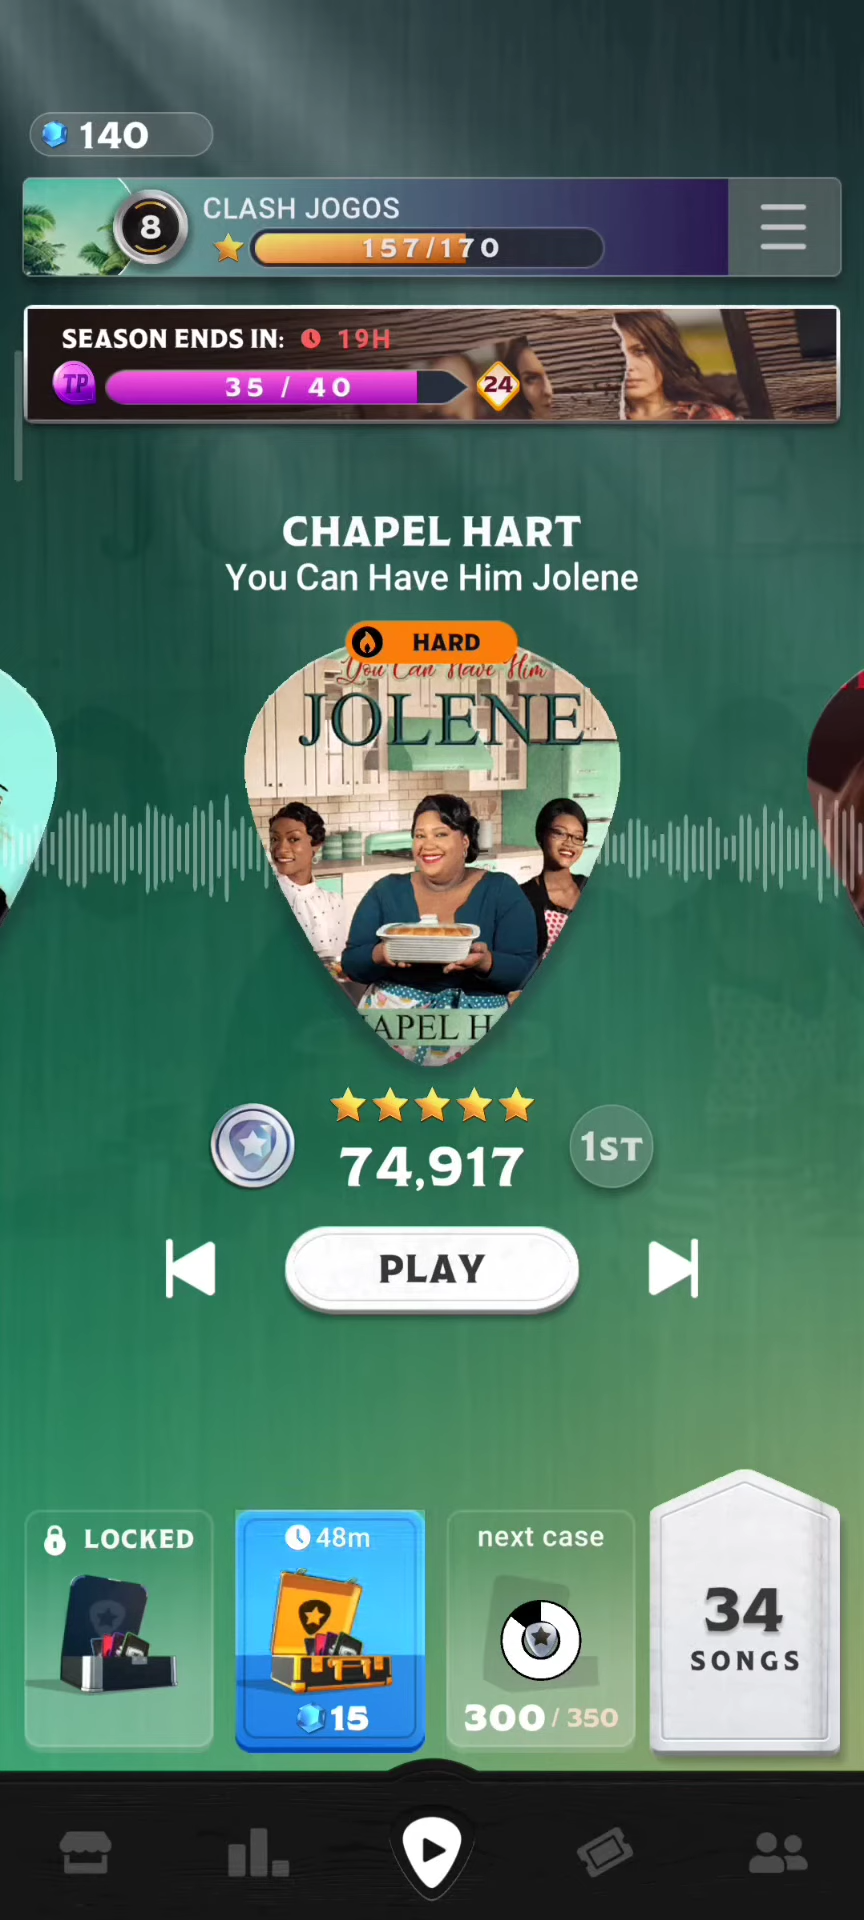 140
8
CLASH JOGOS
157/170
SEASON ENDS IN: 19H
TP
35 / 40
24
CHAPEL HART
You Can Have Him Jolene
HARD
You Can Have Him
JOLENE
APEL H
74,917
1ST
PLAY
LOCKED
48m
15
next case
300 / 350
34
SONGS